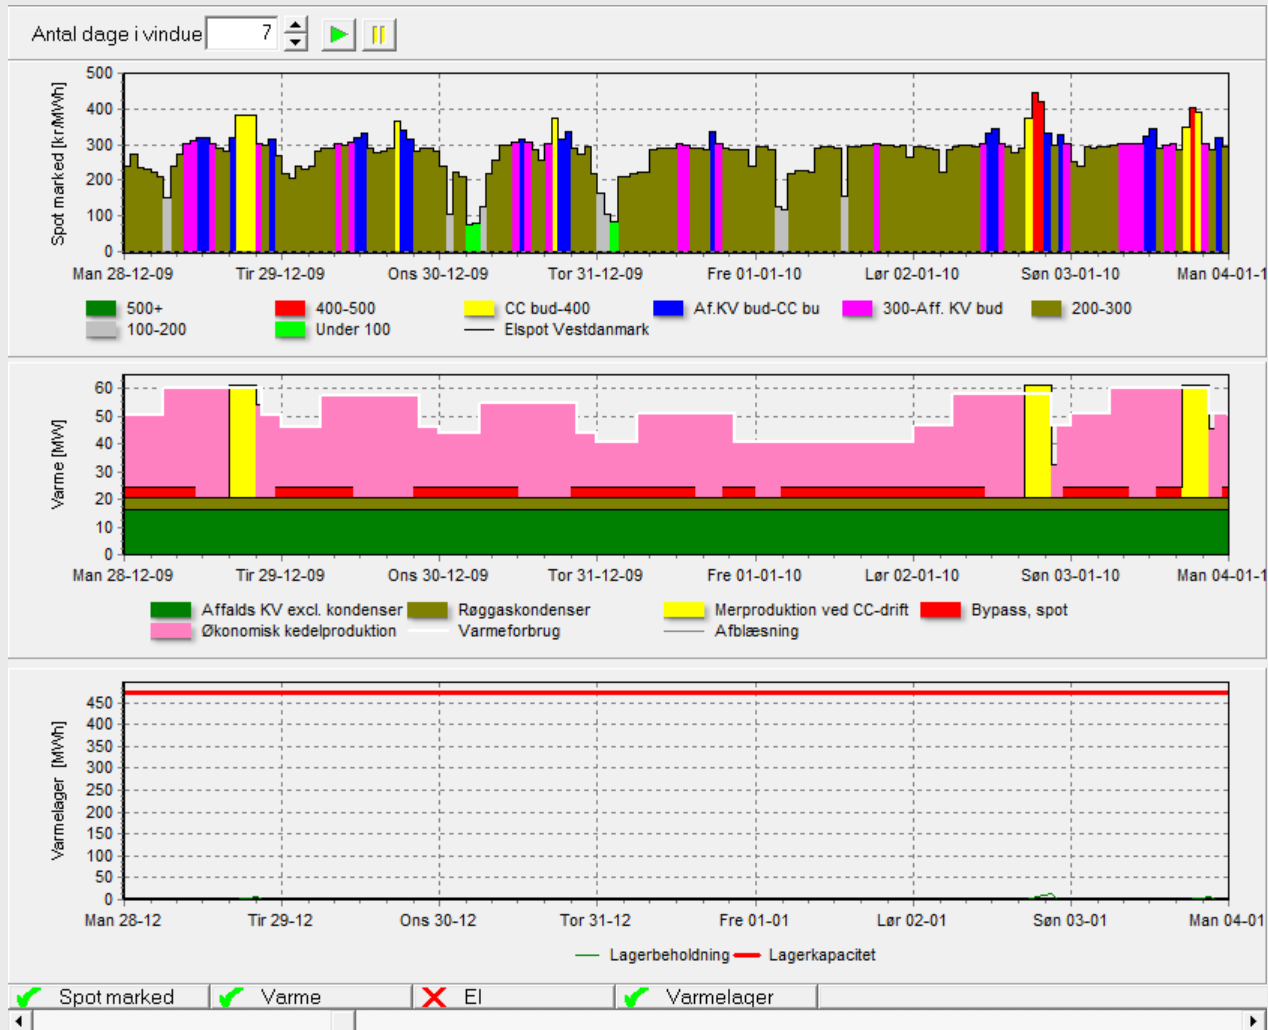 Antal dage i vindue 7
Spot marked [kr/MWh]
500
400
300
200
100
0
Man 28-12-09 Tir 29-12-09 Ons 30-12-09 Tor 31-12-09 Fre 01-01-10 Lør 02-01-10 Søn 03-01-10 Man 04-01-1
500+ 400-500 CC bud-400 Af.KV bud-CC bu 300-Aff. KV bud 200-300
100-200 Under 100 Elspot Vestdanmark
Varme [MW]
60
50
40
30
20
10
0
Man 28-12-09 Tir 29-12-09 Ons 30-12-09 Tor 31-12-09 Fre 01-01-10 Lør 02-01-10 Søn 03-01-10 Man 04-01-1
Affalds KV excl. kondenser Røggaskondenser Merproduktion ved CC-drift Bypass, spot
Økonomisk kedelproduktion Varmeforbrug Afblæsning
Varmelager [MWh]
450
400
350
300
250
200
150
100
50
0
Man 28-12 Tir 29-12 Ons 30-12 Tor 31-12 Fre 01-01 Lør 02-01 Søn 03-01 Man 04-01
Lagerbeholdning Lagerkapacitet
Spot marked Varme El Varmelager